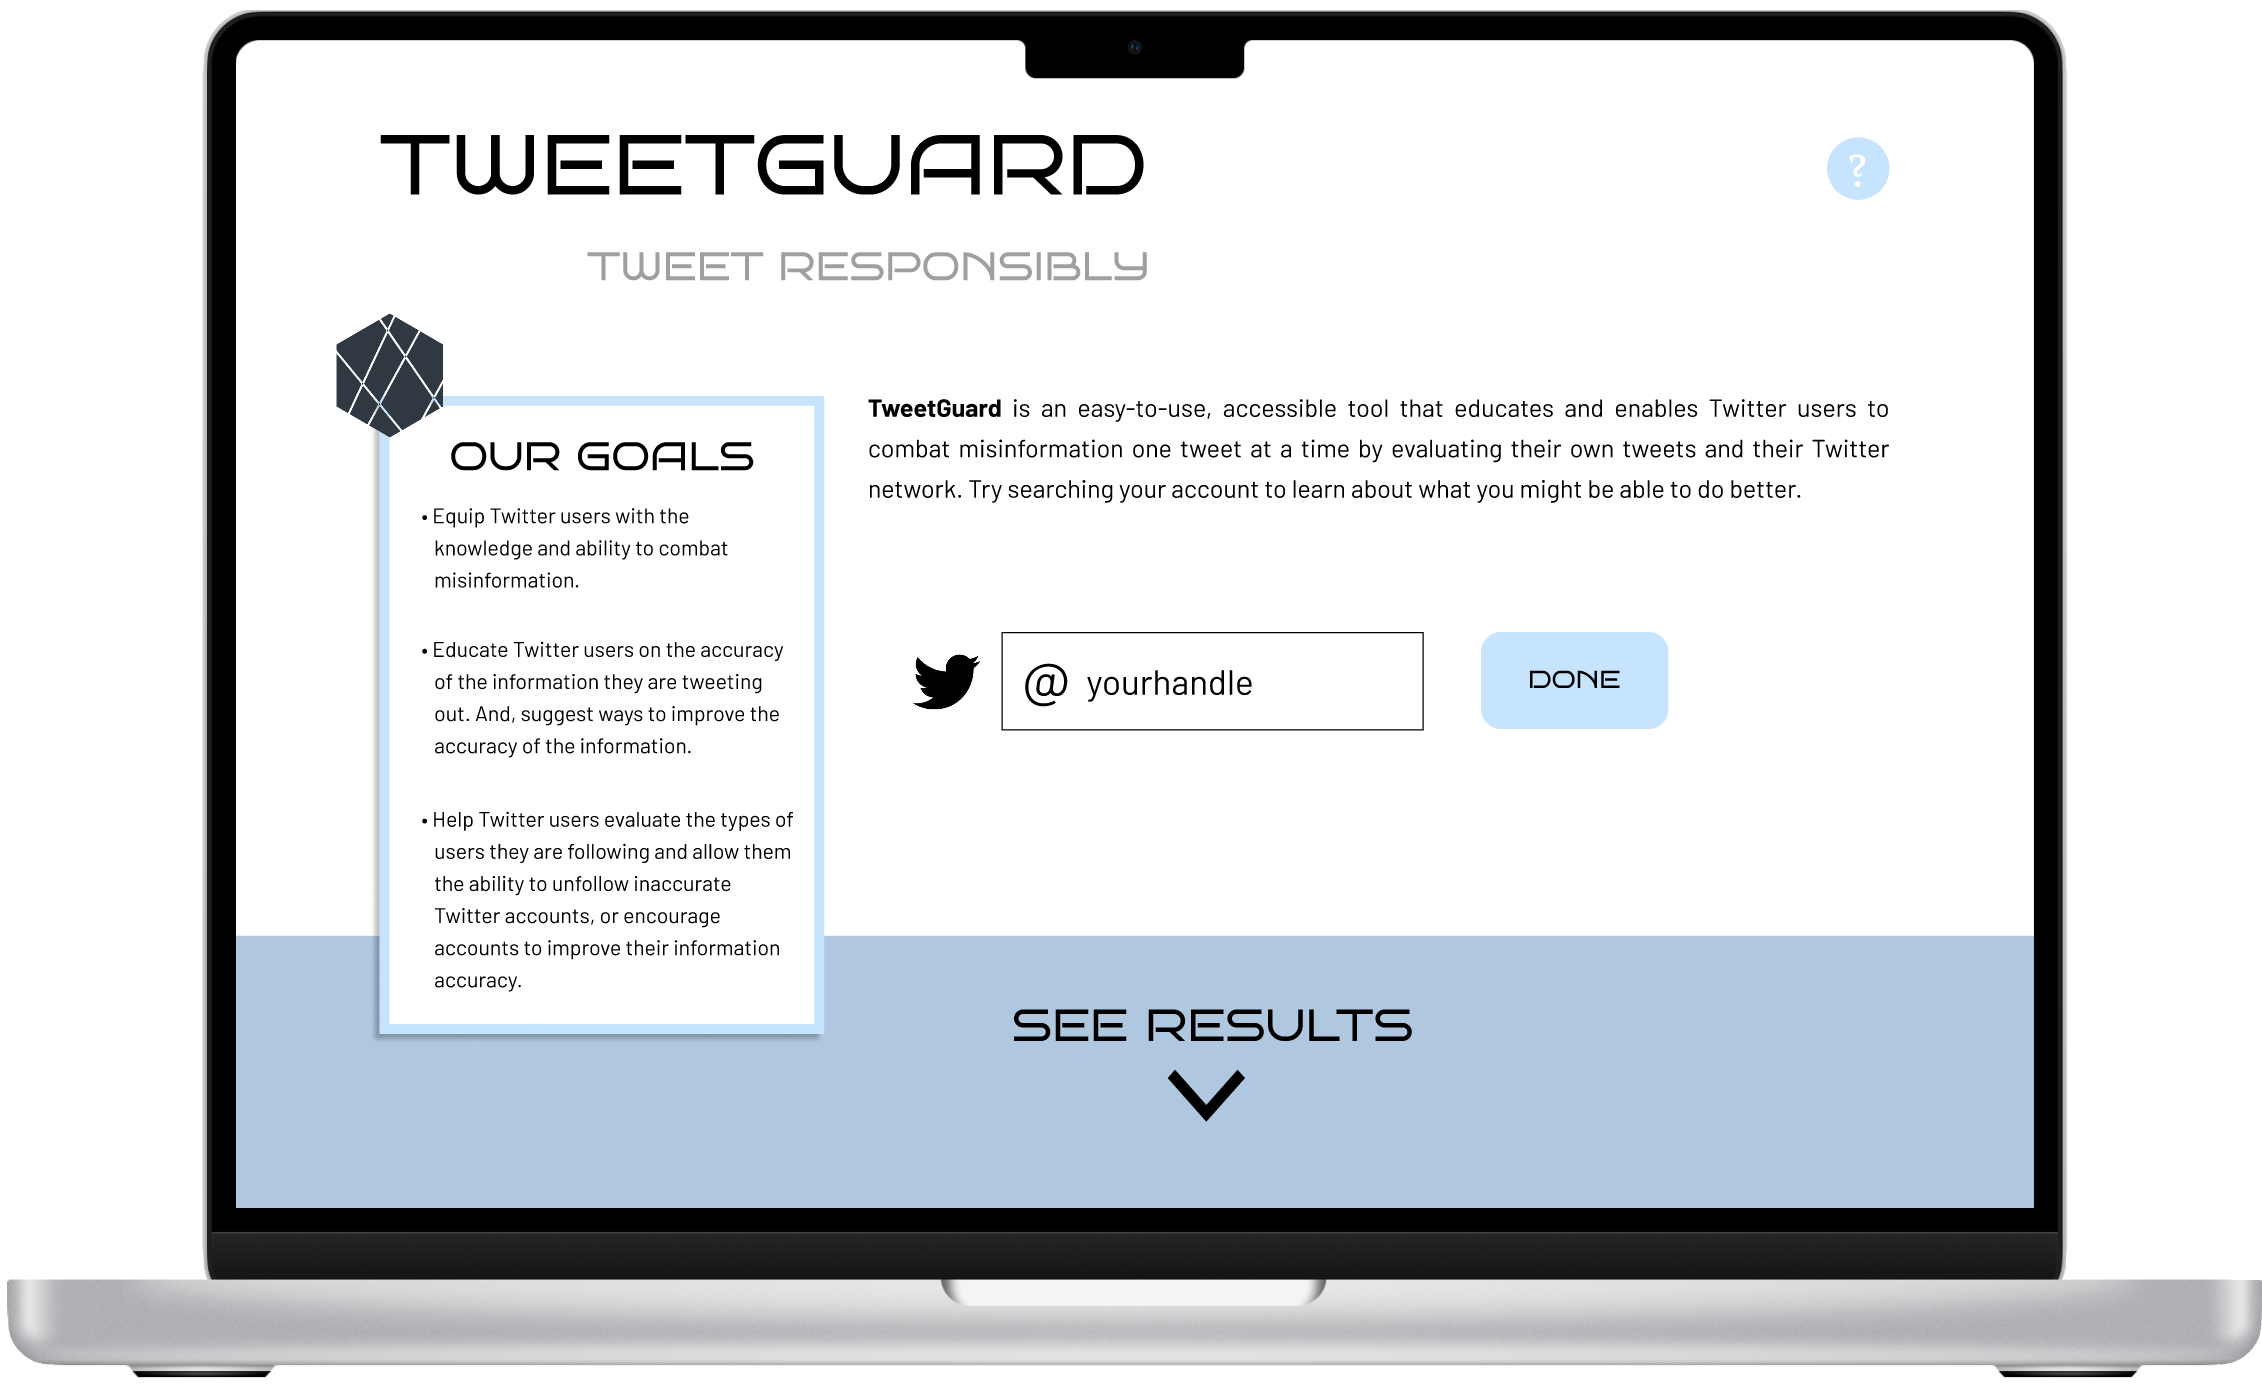 TWEETGUARD
?
TWEET RESPONSIBLY
OUR GOALS
• Equip Twitter users with the
knowledge and ability to combat
misinformation.
• Educate Twitter users on the accuracy
of the information they are tweeting
out. And, suggest ways to improve the
accuracy of the information.
• Help Twitter users evaluate the types of
users they are following and allow them
the ability to unfollow inaccurate
Twitter accounts, or encourage
accounts to improve their information
accuracy.
TweetGuard is an easy-to-use, accessible tool that educates and enables Twitter users to
combat misinformation one tweet at a time by evaluating their own tweets and their Twitter
network. Try searching your account to learn about what you might be able to do better.
@ yourhandle
DONE
SEE RESULTS